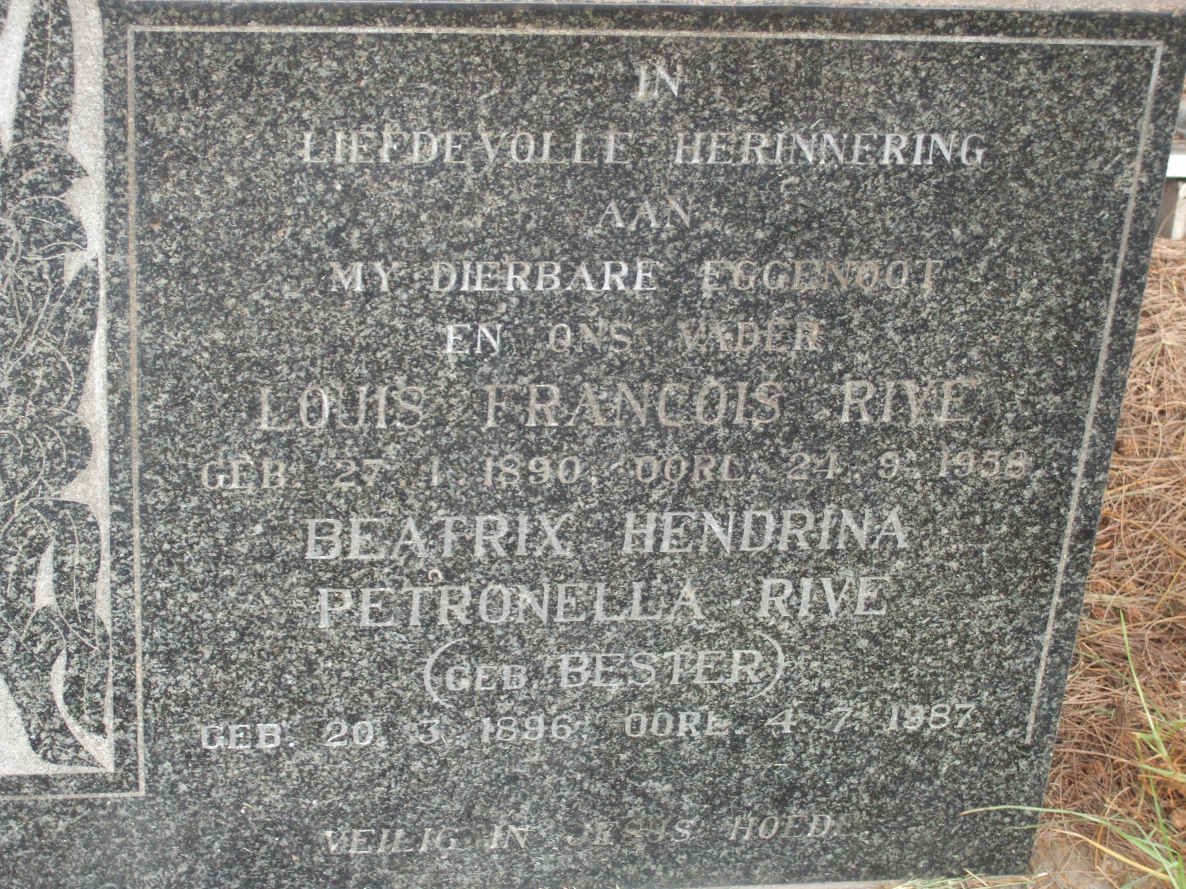 IN
LIEFDEVOLLE HERINNERING
AAN
MY DIERBARE EGGENOOT
EN ONS VADER
LOUIS FRANCOIS RIVE
GEB. 27. 1. 1890, OORL. 24. 9. 1958
BEATRIX HENDRINA
PETRONELLA RIVE
(GEB. BESTER)
GEB. 20. 3. 1896, OORL. 4. 7. 1987
VEILIG IN JESUS HOEDE